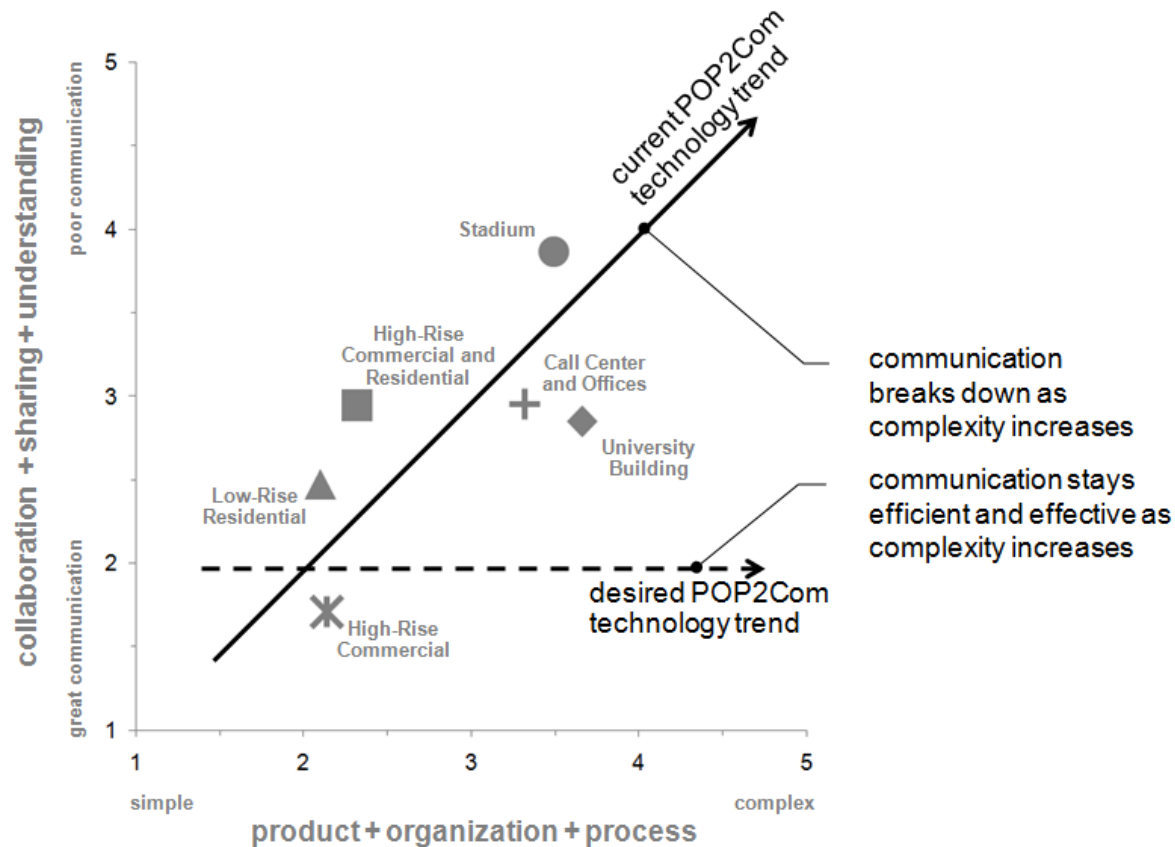 collaboration + sharing + understanding
poor communication
great communication
5
4
3
2
1
1
2
3
4
5
simple
complex
product + organization + process
current POP2Com
technology trend
Stadium
High-Rise
Commercial and
Residential
Call Center
and Offices
University
Building
Low-Rise
Residential
High-Rise
Commercial
desired POP2Com
technology trend
communication
breaks down as
complexity increases
communication stays
efficient and effective as
complexity increases